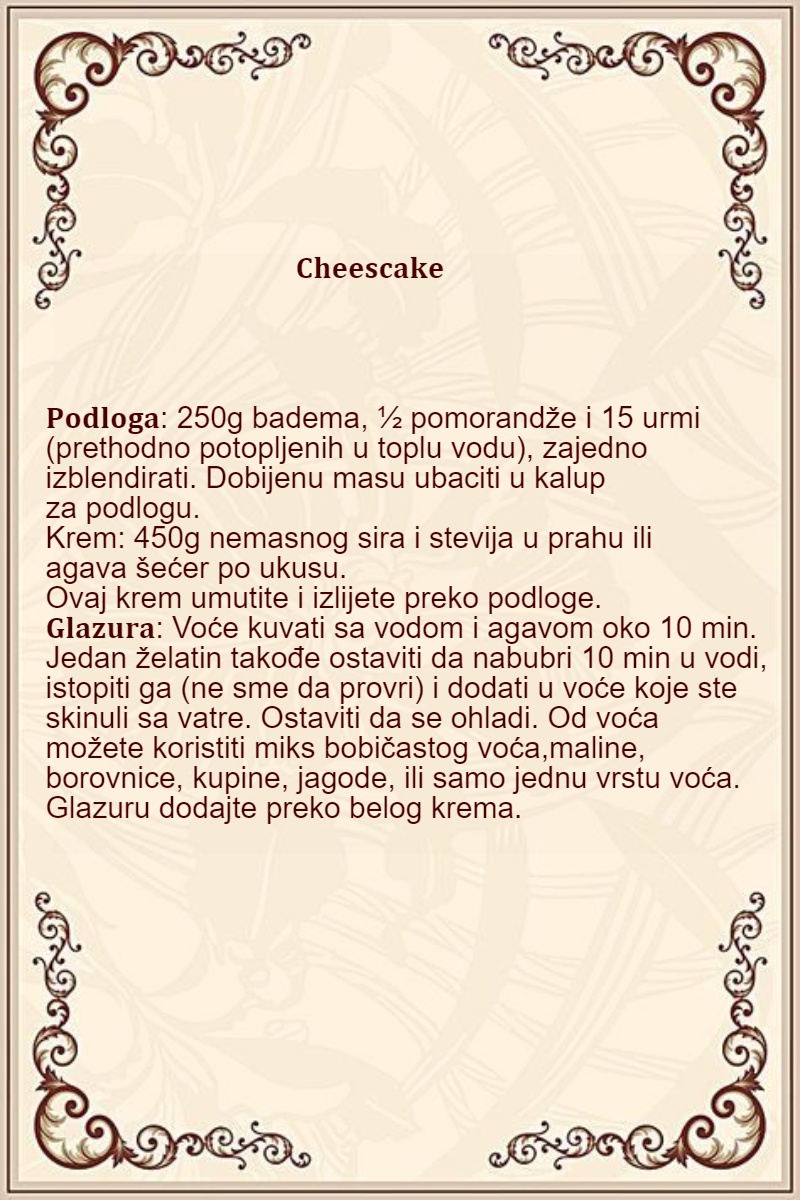 Cheescake
Podloga: 250g badema, ½ pomorandže i 15 urmi
(prethodno potopljenih u toplu vodu), zajedno
izblendirati. Dobijenu masu ubaciti u kalup
za podlogu.
Krem: 450g nemasnog sira i stevija u prahu ili
agava šećer po ukusu.
Ovaj krem umutite i izlijete preko podloge.
Glazura: Voće kuvati sa vodom i agavom oko 10 min.
Jedan želatin takođe ostaviti da nabubri 10 min u vodi,
istopiti ga (ne sme da provri) i dodati u voće koje ste
skinuli sa vatre. Ostaviti da se ohladi. Od voća
možete koristiti miks bobičastog voća,maline,
borovnice, kupine, jagode, ili samo jednu vrstu voća.
Glazuru dodajte preko belog krema.